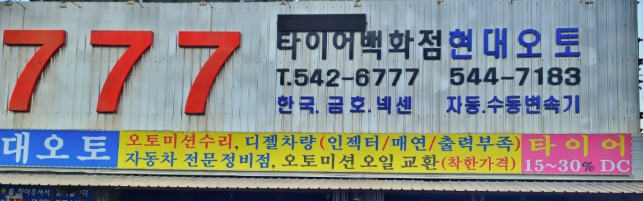 777
타이어백화점현대오토
T.542-6777 544-7183
한국.금호.넥센 자동.수동변속기
대오토 오토미션수리, 디젤차량(인젝터/매연/출력부족) 타이어
자동차 전문정비점, 오토미션오일 교환(착한가격) 15~30% DC